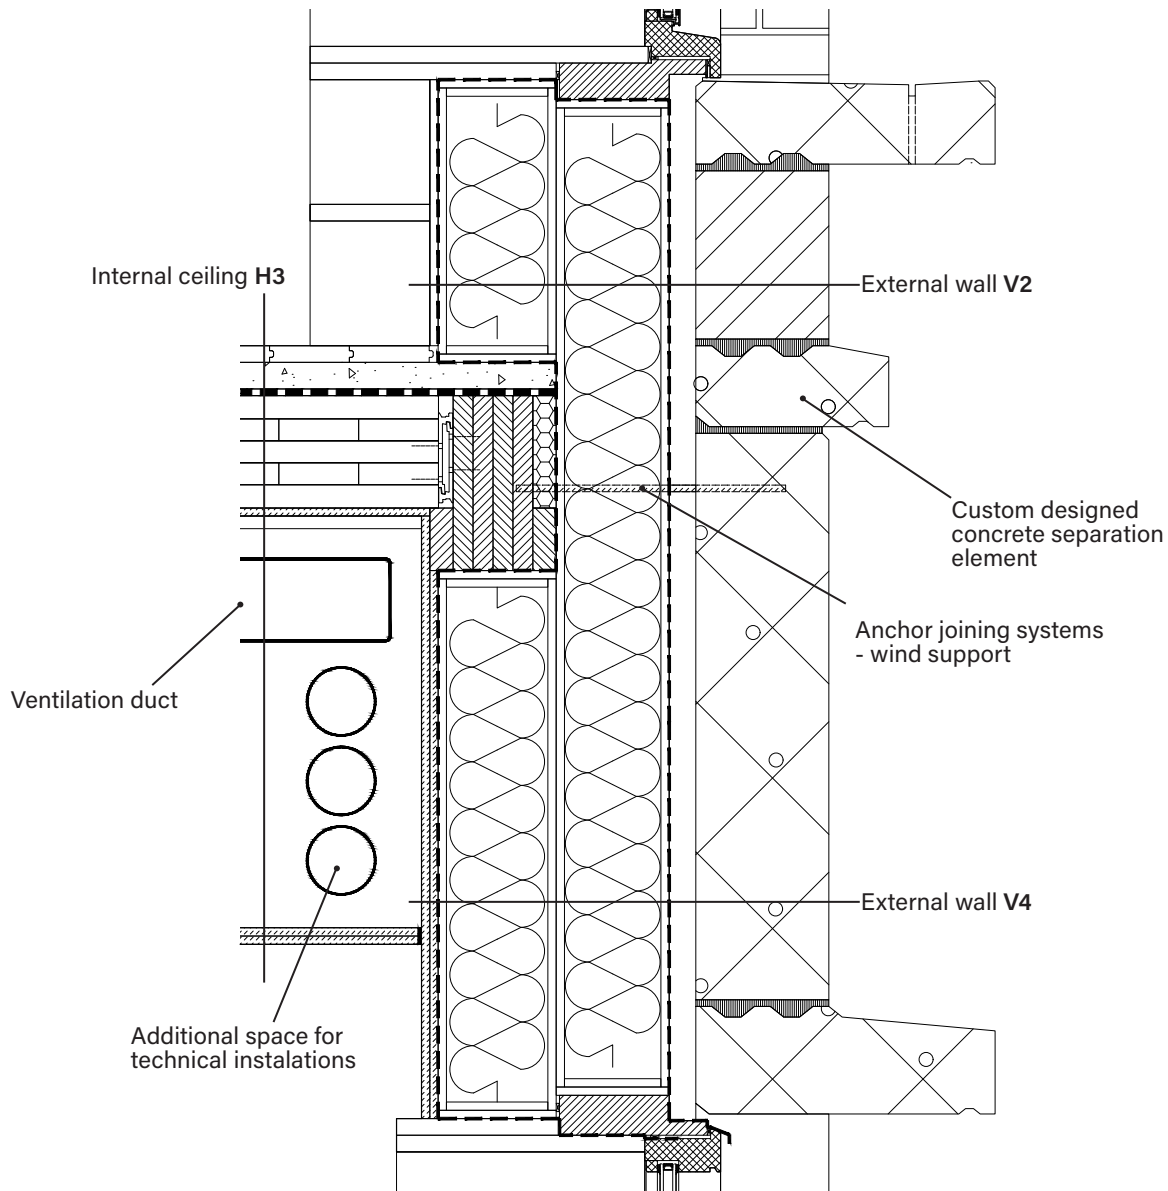 Internal ceiling H3
External wall V2
Custom designed
concrete separation
element
Anchor joining systems
- wind support
Ventilation duct
External wall V4
Additional space for
technical instalations